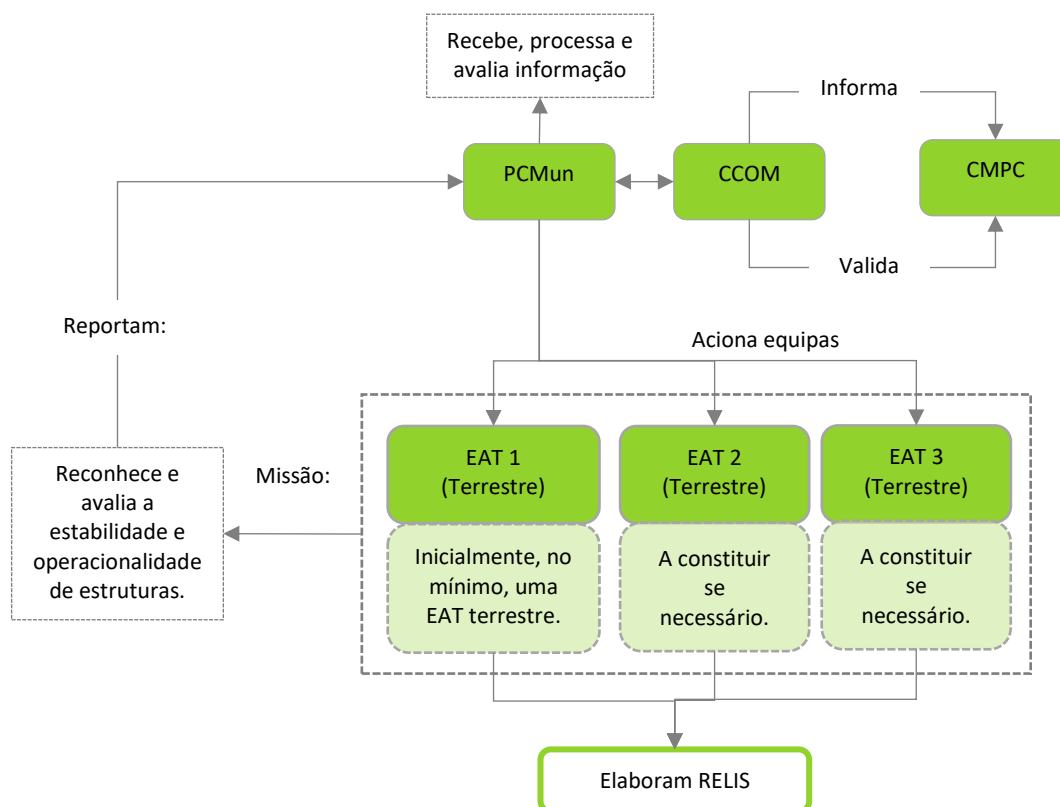 Recebe, processa e
avalia informação
Informa
PCMun
CCOM
CMPC
Valida
Reportam:
Aciona equipas
EAT 1
(Terrestre)
EAT 2
(Terrestre)
EAT 3
(Terrestre)
Missão:
Reconhece e
avalia a
estabilidade e
operacionalidade
de estruturas.
Inicialmente, no
mínimo, uma
EAT terrestre.
A constituir
se
necessário.
A constituir
se
necessário.
Elaboram RELIS